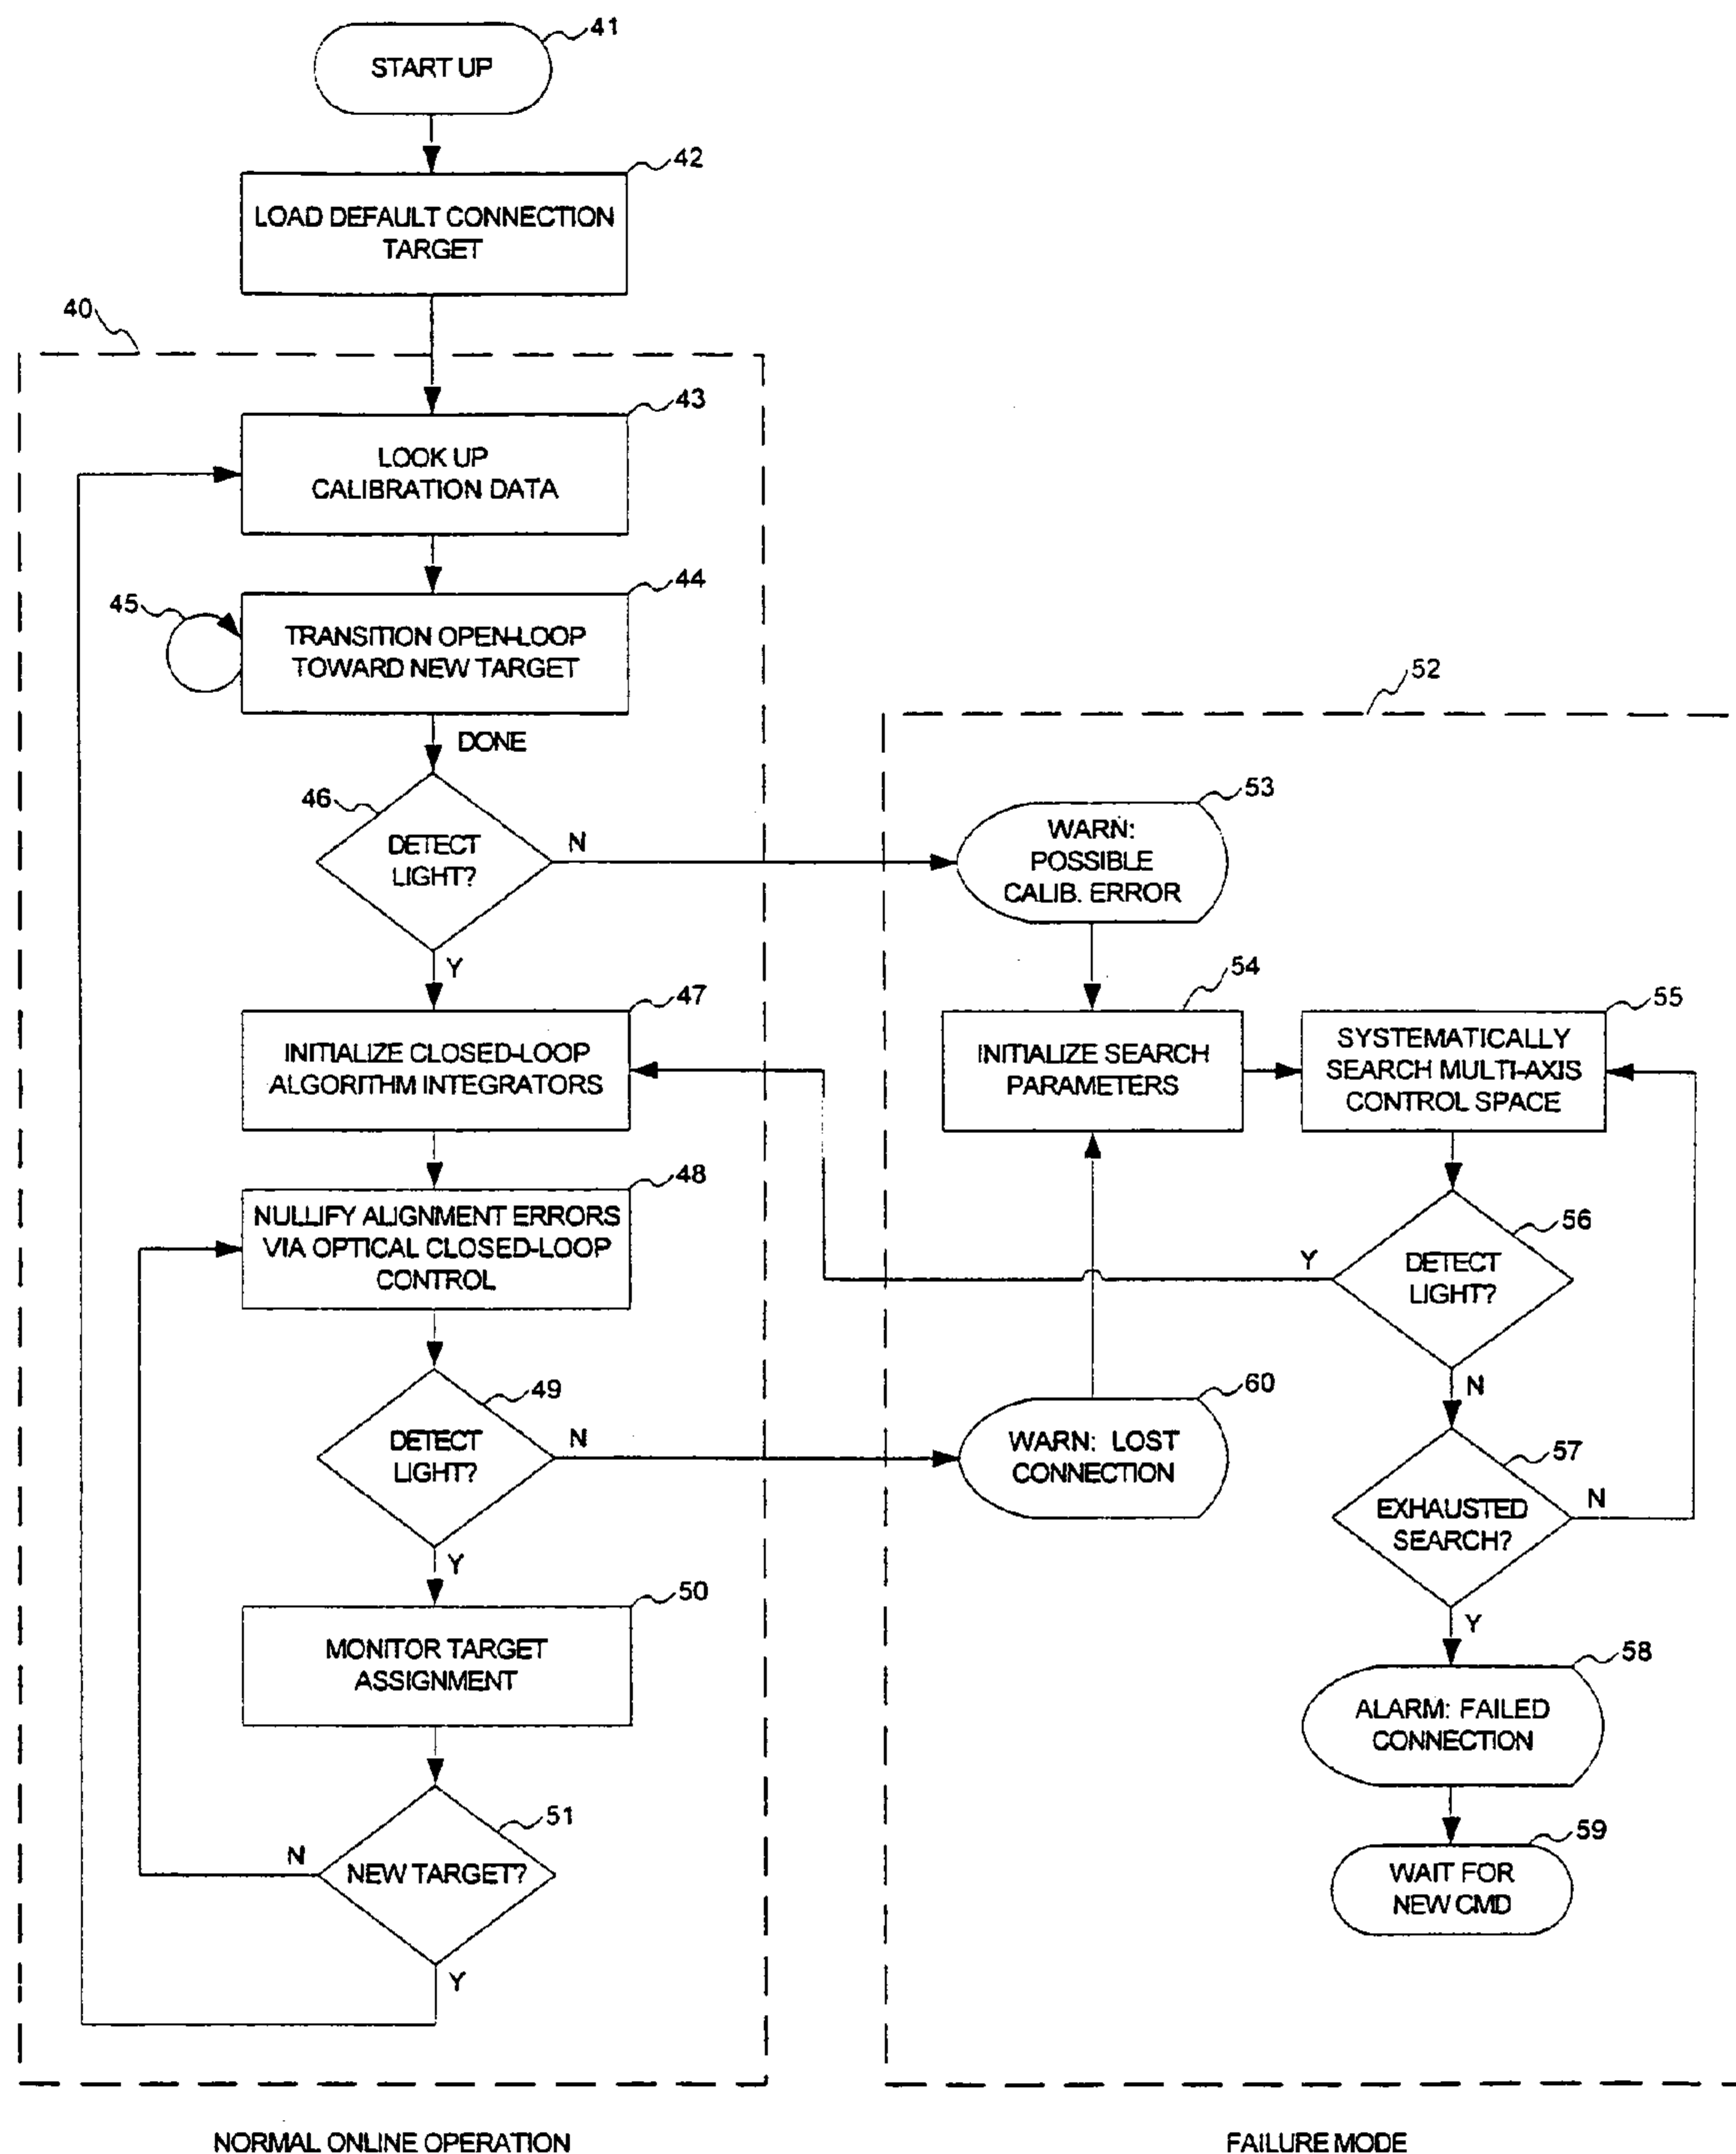 41
START UP
42
LOAD DEFAULT CONNECTION
TARGET
40
43
LOOK UP
CALIBRATION DATA
44
45
TRANSITION OPEN-LOOP
TOWARD NEW TARGET
DONE
46
DETECT
LIGHT?
N
Y
47
INITIALIZE CLOSED-LOOP
ALGORITHM INTEGRATORS
48
NULLIFY ALIGNMENT ERRORS
VIA OPTICAL CLOSED-LOOP
CONTROL
49
DETECT
LIGHT?
N
Y
50
MONITOR TARGET
ASSIGNMENT
51
NEW TARGET?
N
Y
NORMAL ONLINE OPERATION
52
53
WARN:
POSSIBLE
CALIB. ERROR
54
INITIALIZE SEARCH
PARAMETERS
55
SYSTEMATICALLY
SEARCH MULTI-AXIS
CONTROL SPACE
56
DETECT
LIGHT?
Y
N
60
WARN: LOST
CONNECTION
57
EXHAUSTED
SEARCH?
N
Y
58
ALARM: FAILED
CONNECTION
59
WAIT FOR
NEW CMD
FAILURE MODE